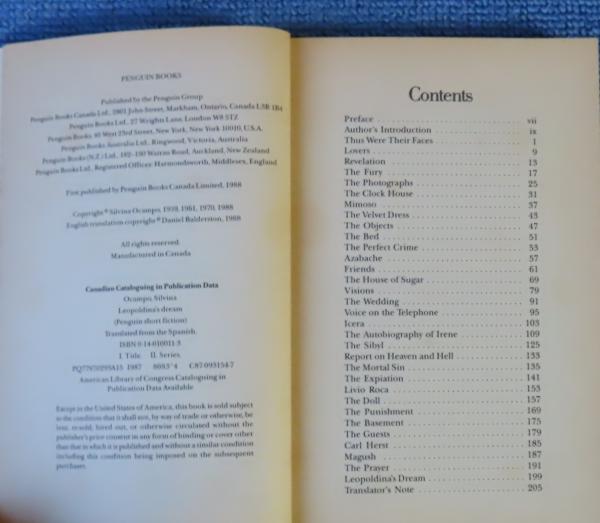 PENGUIN BOOKS
Published by the Penguin Group
Penguin Books Canada Ltd., 2801 John Street, Markham, Ontario, Canada L3R 1B4
Penguin Books Ltd., 27 Wrights Lane, London W8 5TZ
Penguin Books, 40 West 23rd Street, New York, New York 10010, U.S.A.
Penguin Books Australia Ltd., Ringwood, Victoria, Australia
Penguin Books (N.Z.) Ltd., 182-190 Wairau Road, Auckland, New Zealand
Penguin Books Ltd., Registered Offices: Harmondsworth, Middlesex, England
First published by Penguin Books Canada Limited, 1988
Copyright © Silvina Ocampo, 1959, 1961, 1970, 1988
English translation copyright © Daniel Balderston, 1988
All rights reserved.
Manufactured in Canada
Canadian Cataloguing in Publication Data
Ocampo, Silvina
Leopoldina's dream
(Penguin short fiction)
Translated from the Spanish.
ISBN 0-14-010011-3
I. Title. II. Series.
1987 C87-093154-7
American Library of Congress Cataloguing in
Publication Data Available
Except in the United States of America, this book is sold subject
to the condition that it shall not, by way of trade or otherwise, be
lent, re-sold, hired out, or otherwise circulated without the
publisher's prior consent in any form of binding or cover other
than that in which it is published and without a similar condition
including this condition being imposed on the subsequent
purchaser.
Contents
Preface vii
Author's Introduction ix
Thus Were Their Faces 1
Lovers 9
Revelation 13
The Fury 17
The Photographs 25
The Clock House 31
Mimoso 37
The Velvet Dress 43
The Objects 47
The Bed 51
The Perfect Crime 53
Azabache 57
Friends 61
The House of Sugar 69
Visions 79
The Wedding 91
Voice on the Telephone 95
Icera 103
The Autobiography of Irene 109
The Sibyl 125
Report on Heaven and Hell 133
The Mortal Sin 135
The Expiation 141
Livio Roca 153
The Doll 157
The Punishment 169
The Basement 175
The Guests 179
Carl Herst 185
Magush 187
The Prayer 191
Leopoldina's Dream 199
Translator's Note 205